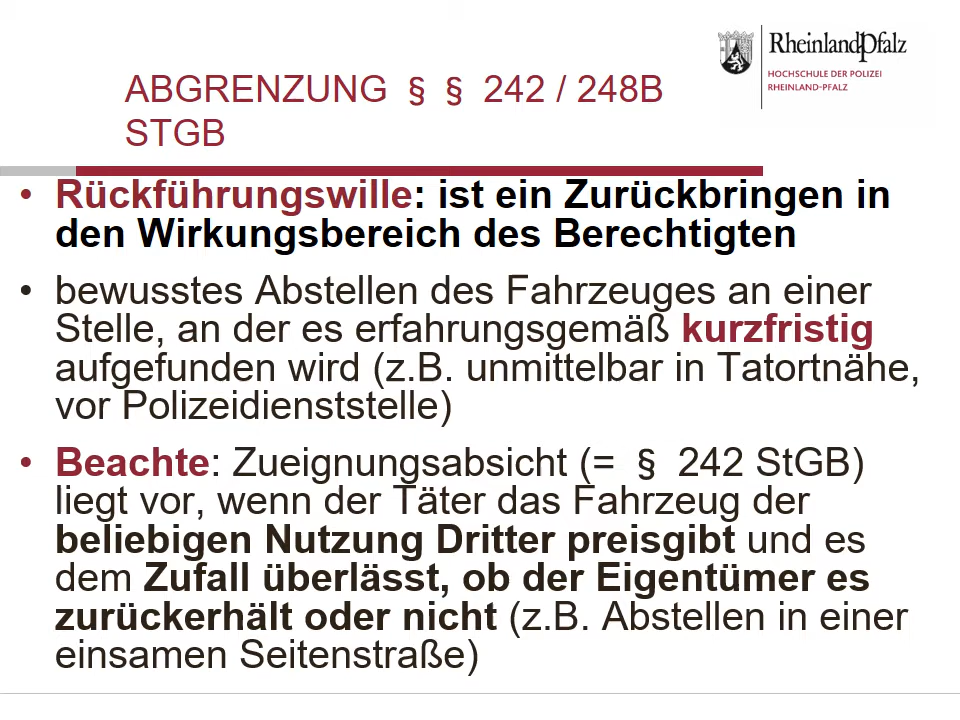 RheinlandPfalz
HOCHSCHULE DER POLIZEI
RHEINLAND-PFALZ
ABGRENZUNG § § 242 / 248B
STGB
• Rückführungswille: ist ein Zurückbringen in
den Wirkungsbereich des Berechtigten
• bewusstes Abstellen des Fahrzeuges an einer
Stelle, an der es erfahrungsgemäß kurzfristig
aufgefunden wird (z.B. unmittelbar in Tatortnähe,
vor Polizeidienststelle)
• Beachte: Zueignungsabsicht (= § 242 StGB)
liegt vor, wenn der Täter das Fahrzeug der
beliebigen Nutzung Dritter preisgibt und es
dem Zufall überlässt, ob der Eigentümer es
zurückerhält oder nicht (z.B. Abstellen in einer
einsamen Seitenstraße)